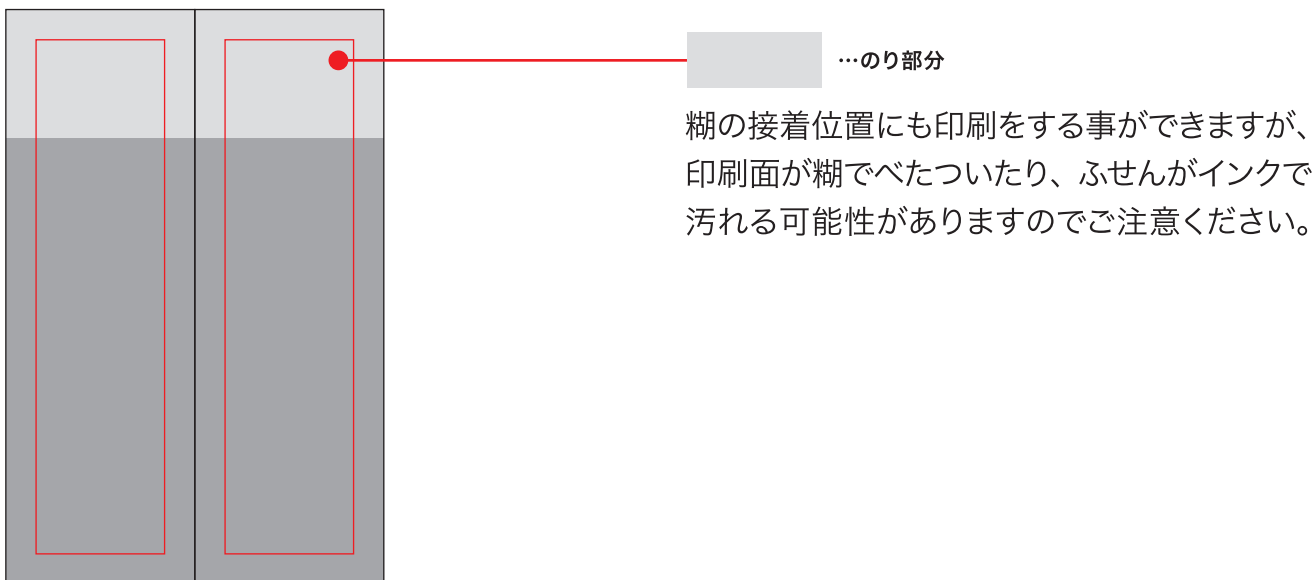 …のり部分
糊の接着位置にも印刷をする事ができますが、
印刷面が糊でべたついたり、ふせんがインクで
汚れる可能性がありますのでご注意ください。